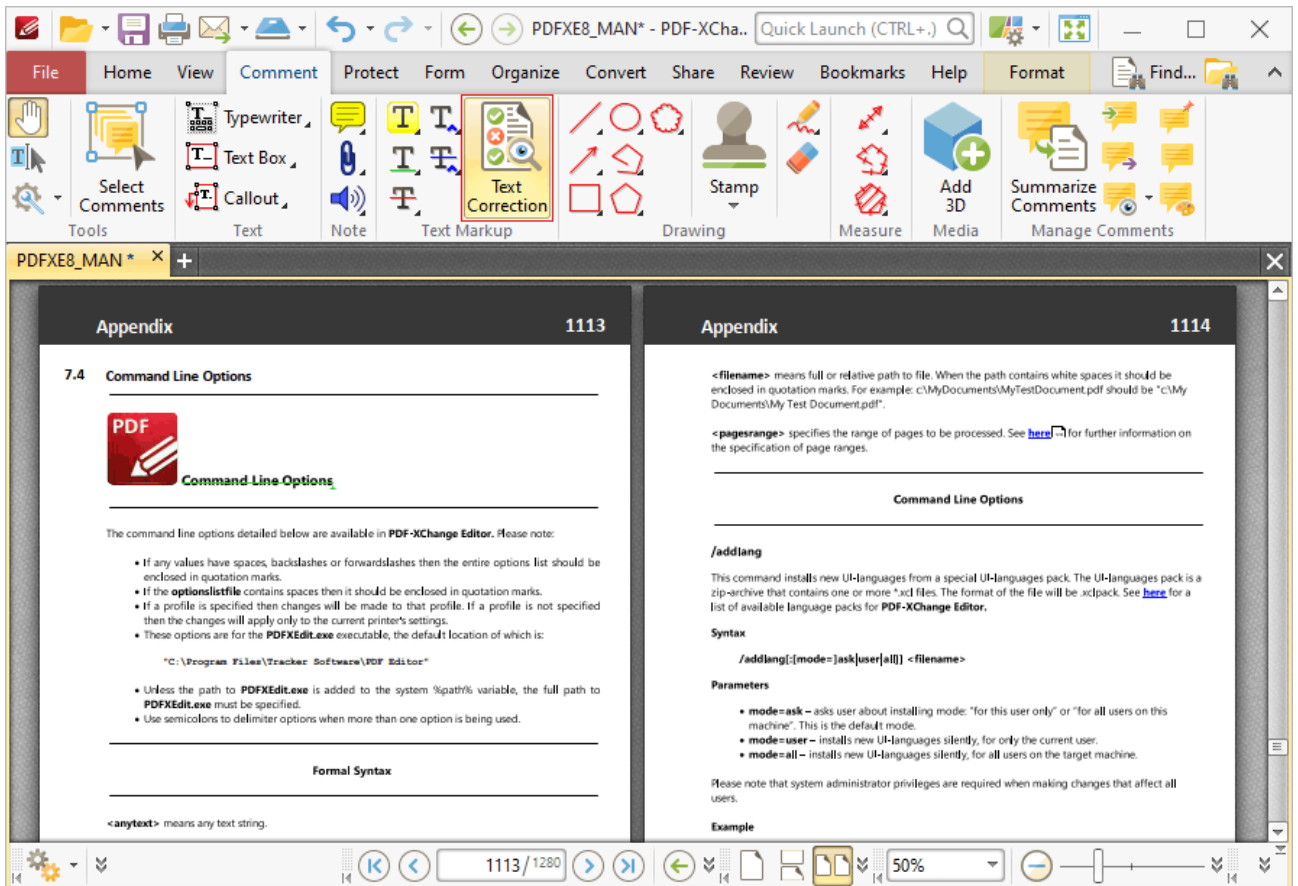 PDFXE8_MAN* - PDF-XCha..
Quick Launch (CTRL+.)
File Home View Comment Protect Form Organize Convert Share Review Bookmarks Help Format Find...
Select
Comments
Tools
Typewriter
Text Box
Callout
Text
Note
Text
Correction
Text Markup
Drawing
Stamp
Measure
Add
3D
Media
Summarize
Comments
Manage Comments
PDFXE8_MAN *
Appendix 1113
7.4 Command Line Options
PDF
Command Line Options
The command line options detailed below are available in PDF-XChange Editor. Please note:
• If any values have spaces, backslashes or forwardslashes then the entire options list should be
enclosed in quotation marks.
• If the optionslistfile contains spaces then it should be enclosed in quotation marks.
• If a profile is specified then changes will be made to that profile. If a profile is not specified
then the changes will apply only to the current printer's settings.
• These options are for the PDFXEdit.exe executable, the default location of which is:
"C:\Program Files\Tracker Software\PDF Editor"
• Unless the path to PDFXEdit.exe is added to the system %path% variable, the full path to
PDFXEdit.exe must be specified.
• Use semicolons to delimiter options when more than one option is being used.
Formal Syntax
<anytext> means any text string.
Appendix 1114
<filename> means full or relative path to file. When the path contains white spaces it should be
enclosed in quotation marks. For example: c:\MyDocuments\MyTestDocument.pdf should be "c:\My
Documents\My Test Document.pdf".
<pagesrange> specifies the range of pages to be processed. See here for further information on
the specification of page ranges.
Command Line Options
/addlang
This command installs new UI-languages from a special UI-languages pack. The UI-languages pack is a
zip-archive that contains one or more *.xcl files. The format of the file will be .xclpack. See here for a
list of available language packs for PDF-XChange Editor.
Syntax
/addlang[:[mode=]ask|user|all]] <filename>
Parameters
• mode=ask – asks user about installing mode: "for this user only" or "for all users on this
machine". This is the default mode.
• mode=user – installs new UI-languages silently, for only the current user.
• mode=all – installs new UI-languages silently, for all users on the target machine.
Please note that system administrator privileges are required when making changes that affect all
users.
Example
1113 / 1280
50%